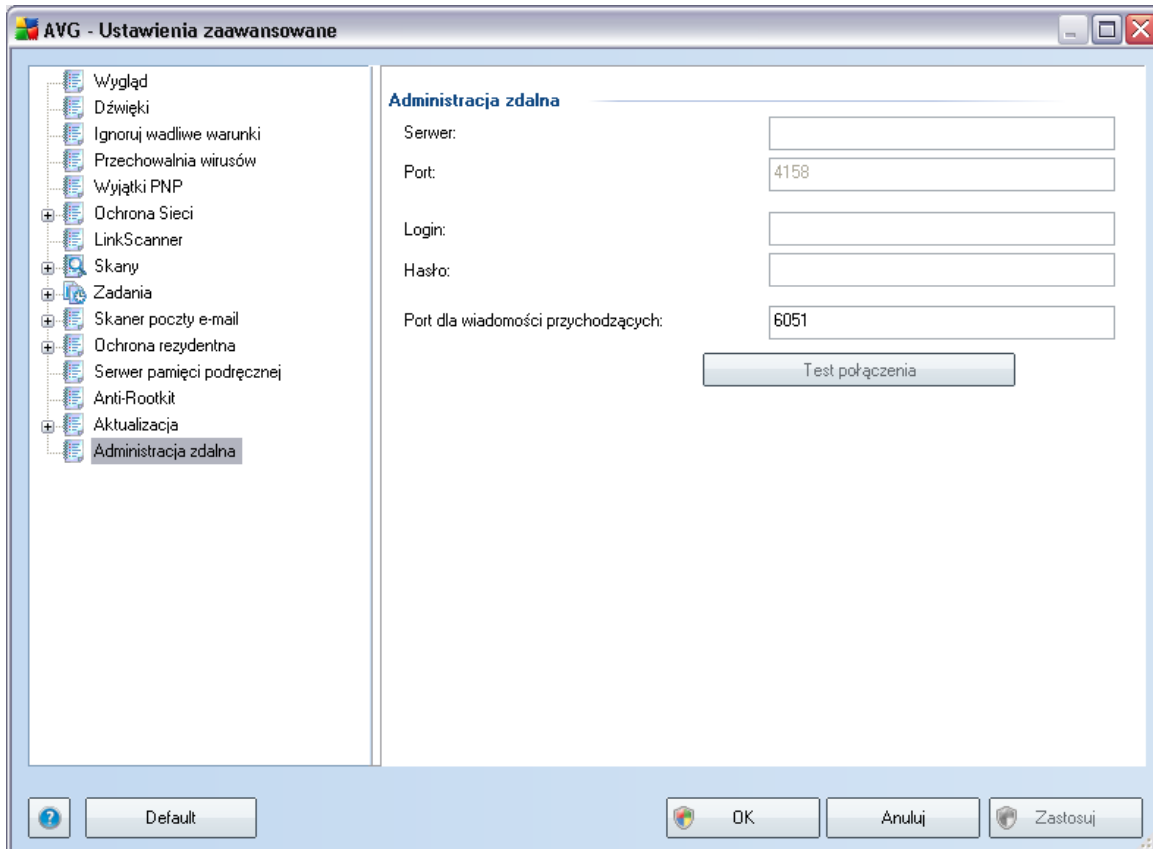 AVG - Ustawienia zaawansowane
Wygląd
Dźwięki
Ignoruj wadliwe warunki
Przechowalnia wirusów
Wyjątki PNP
Ochrona Sieci
LinkScanner
Skany
Zadania
Skaner poczty e-mail
Ochrona rezydentna
Serwer pamięci podręcznej
Anti-Rootkit
Aktualizacja
Administracja zdalna
Administracja zdalna
Serwer:
Port: 4158
Login:
Hasło:
Port dla wiadomości przychodzących: 6051
Test połączenia
Default OK Anuluj Zastosuj